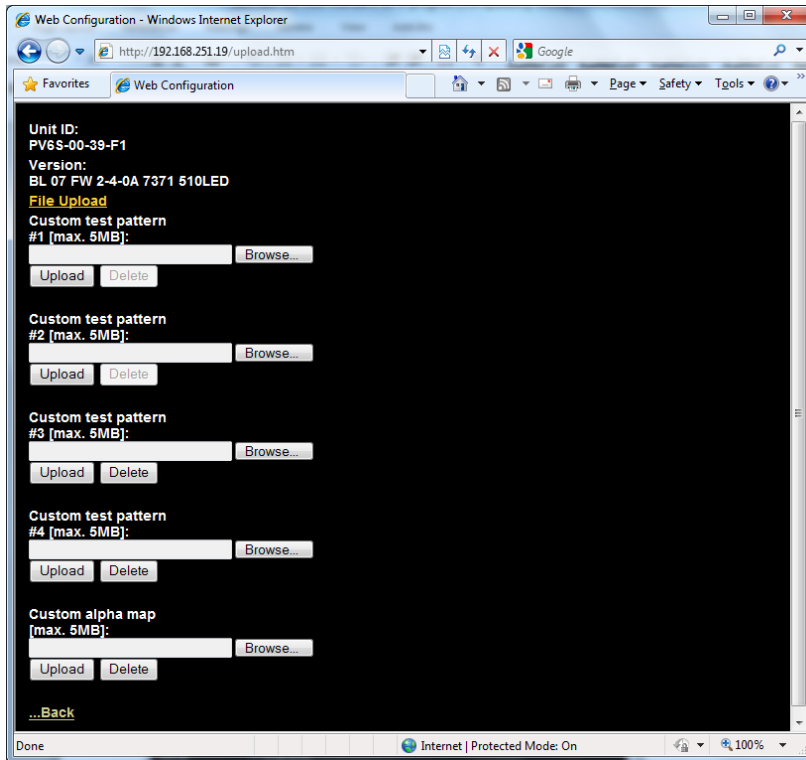 Web Configuration - Windows Internet Explorer
http://192.168.251.19/upload.htm
Google
Favorites
Web Configuration
Page
Safety
Tools
Unit ID:
PV6S-00-39-F1
Version:
BL 07 FW 2-4-0A 7371 510LED
File Upload
Custom test pattern
#1 [max. 5MB]:
Browse...
Upload Delete
Custom test pattern
#2 [max. 5MB]:
Browse...
Upload Delete
Custom test pattern
#3 [max. 5MB]:
Browse...
Upload Delete
Custom test pattern
#4 [max. 5MB]:
Browse...
Upload Delete
Custom alpha map
[max. 5MB]:
Browse...
Upload Delete
...Back
Done
Internet | Protected Mode: On
100%